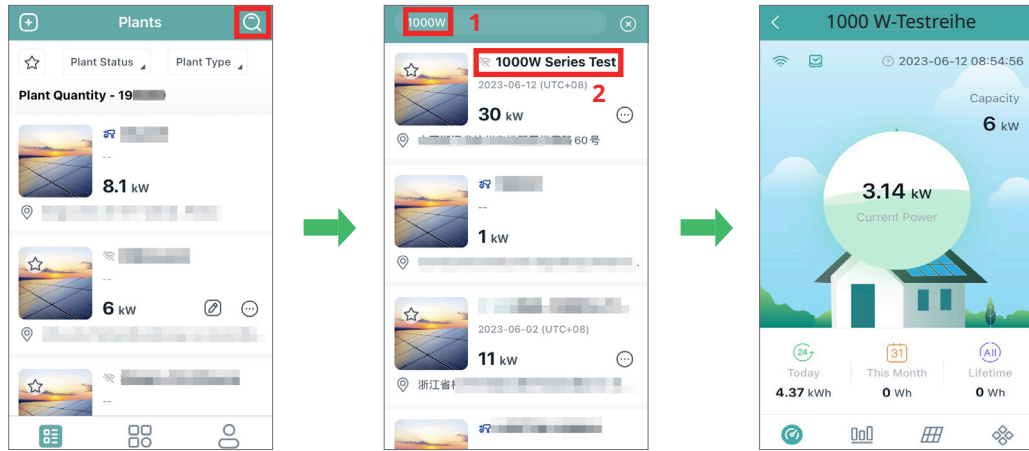 Plants
Plant Status
Plant Type
Plant Quantity - 19
--
8.1 kW
--
6 kW
--
1000W
1
1000W Series Test
2023-06-12 (UTC+08)
2
30 kW
60号
--
1 kW
2023-06-02 (UTC+08)
11 kW
浙江省
1000 W-Testreihe
2023-06-12 08:54:56
Capacity
6 kW
3.14 kW
Current Power
24
31
All
Today
This Month
Lifetime
4.37 kWh
0 Wh
0 Wh